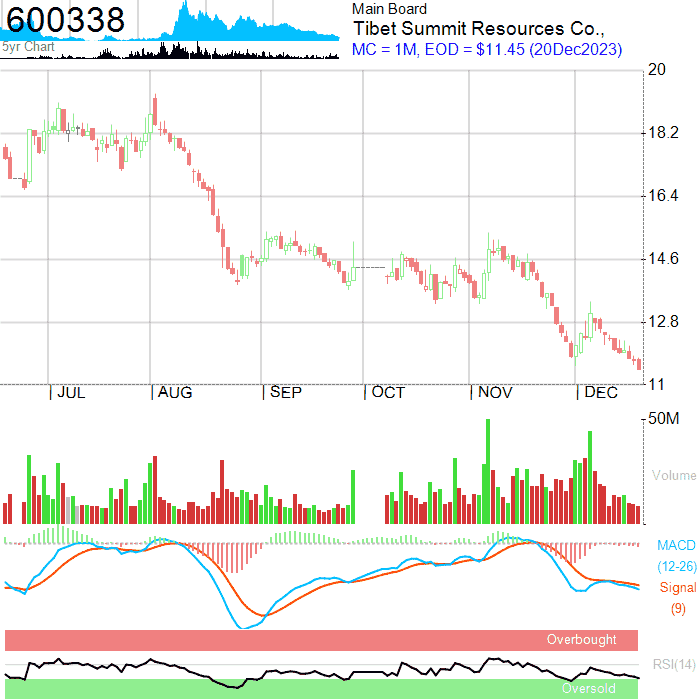 600338
5yr Chart
Main Board
Tibet Summit Resources Co.,
MC = 1M, EOD = $11.45 (20Dec2023)
20
18.2
16.4
14.6
12.8
11
JUL AUG SEP OCT NOV DEC
50M
Volume
MACD
(12-26)
Signal
(9)
Overbought
RSI(14)
Oversold